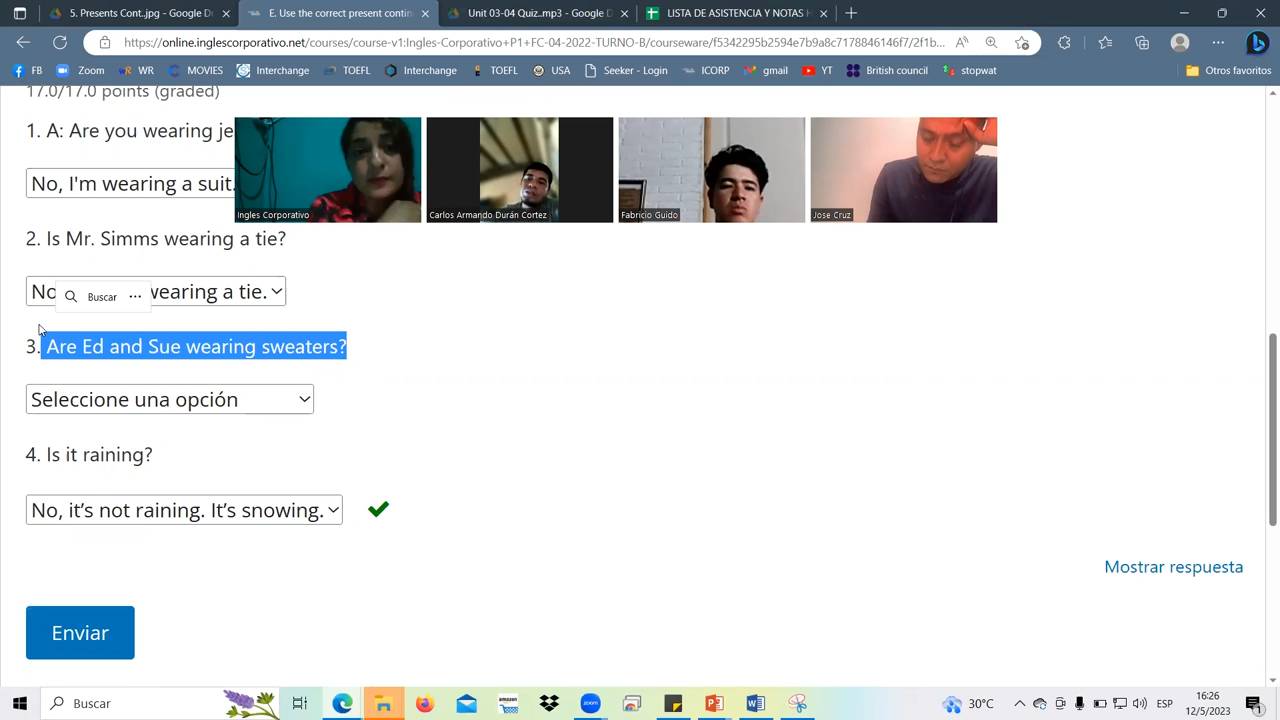 5. Presents Cont..jpg - Google D
E. Use the correct present contin
Unit 03-04 Quiz..mp3 - Google D
LISTA DE ASISTENCIA Y NOTAS H
https://online.inglescorporativo.net/courses/course-v1:Ingles-Corporativo+P1+FC-04-2022-TURNO-B/courseware/f5342295b2594e7b9a8c7178846146f7/2f1b...
FB
Zoom
WR
MOVIES
Interchange
TOEFL
Interchange
TOEFL
USA
Seeker - Login
ICORP
gmail
YT
British council
stopwat
Otros favoritos
17.0/17.0 points (graded)
1. A: Are you wearing je
No, I'm wearing a suit.
Ingles Corporativo
Carlos Armando Durán Cortez
Fabricio Guido
Jose Cruz
2. Is Mr. Simms wearing a tie?
No
wearing a tie.
Buscar
3. Are Ed and Sue wearing sweaters?
Seleccione una opción
4. Is it raining?
No, it's not raining. It's snowing.
Mostrar respuesta
Enviar
Buscar
amazon
zoom
30°C
ESP
16:26
12/5/2023
1